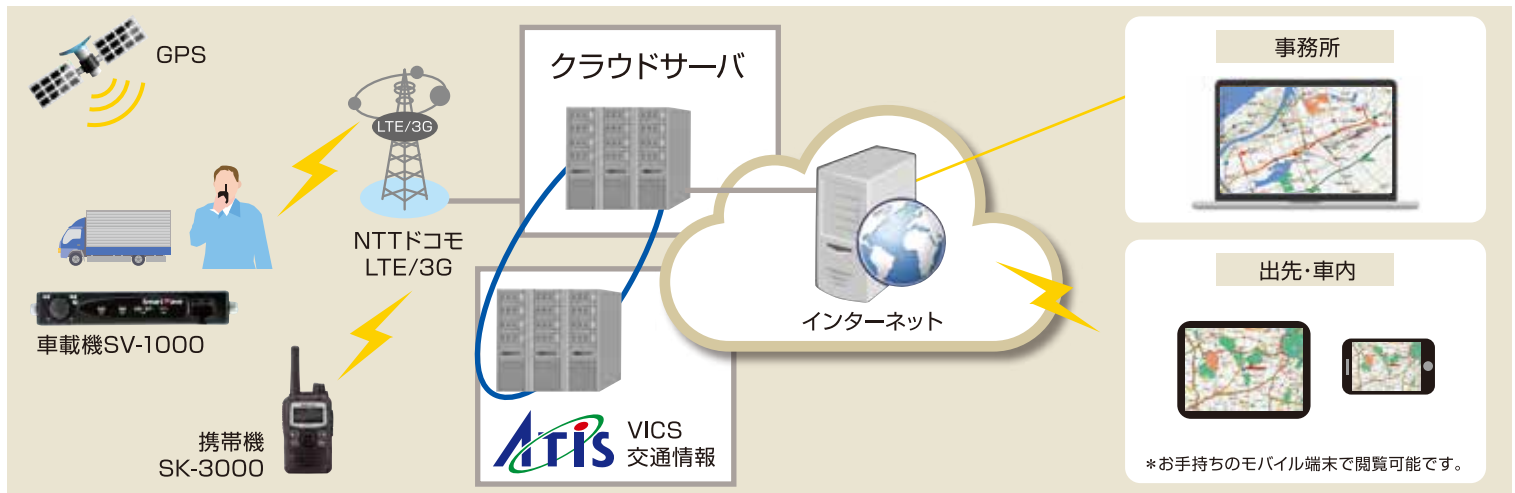 GPS
LTE/3G
NTTドコモ
LTE/3G
車載機SV-1000
携帯機
SK-3000
クラウドサーバ
ATIS
VICS
交通情報
インターネット
事務所
出先・車内
*お手持ちのモバイル端末で閲覧可能です。